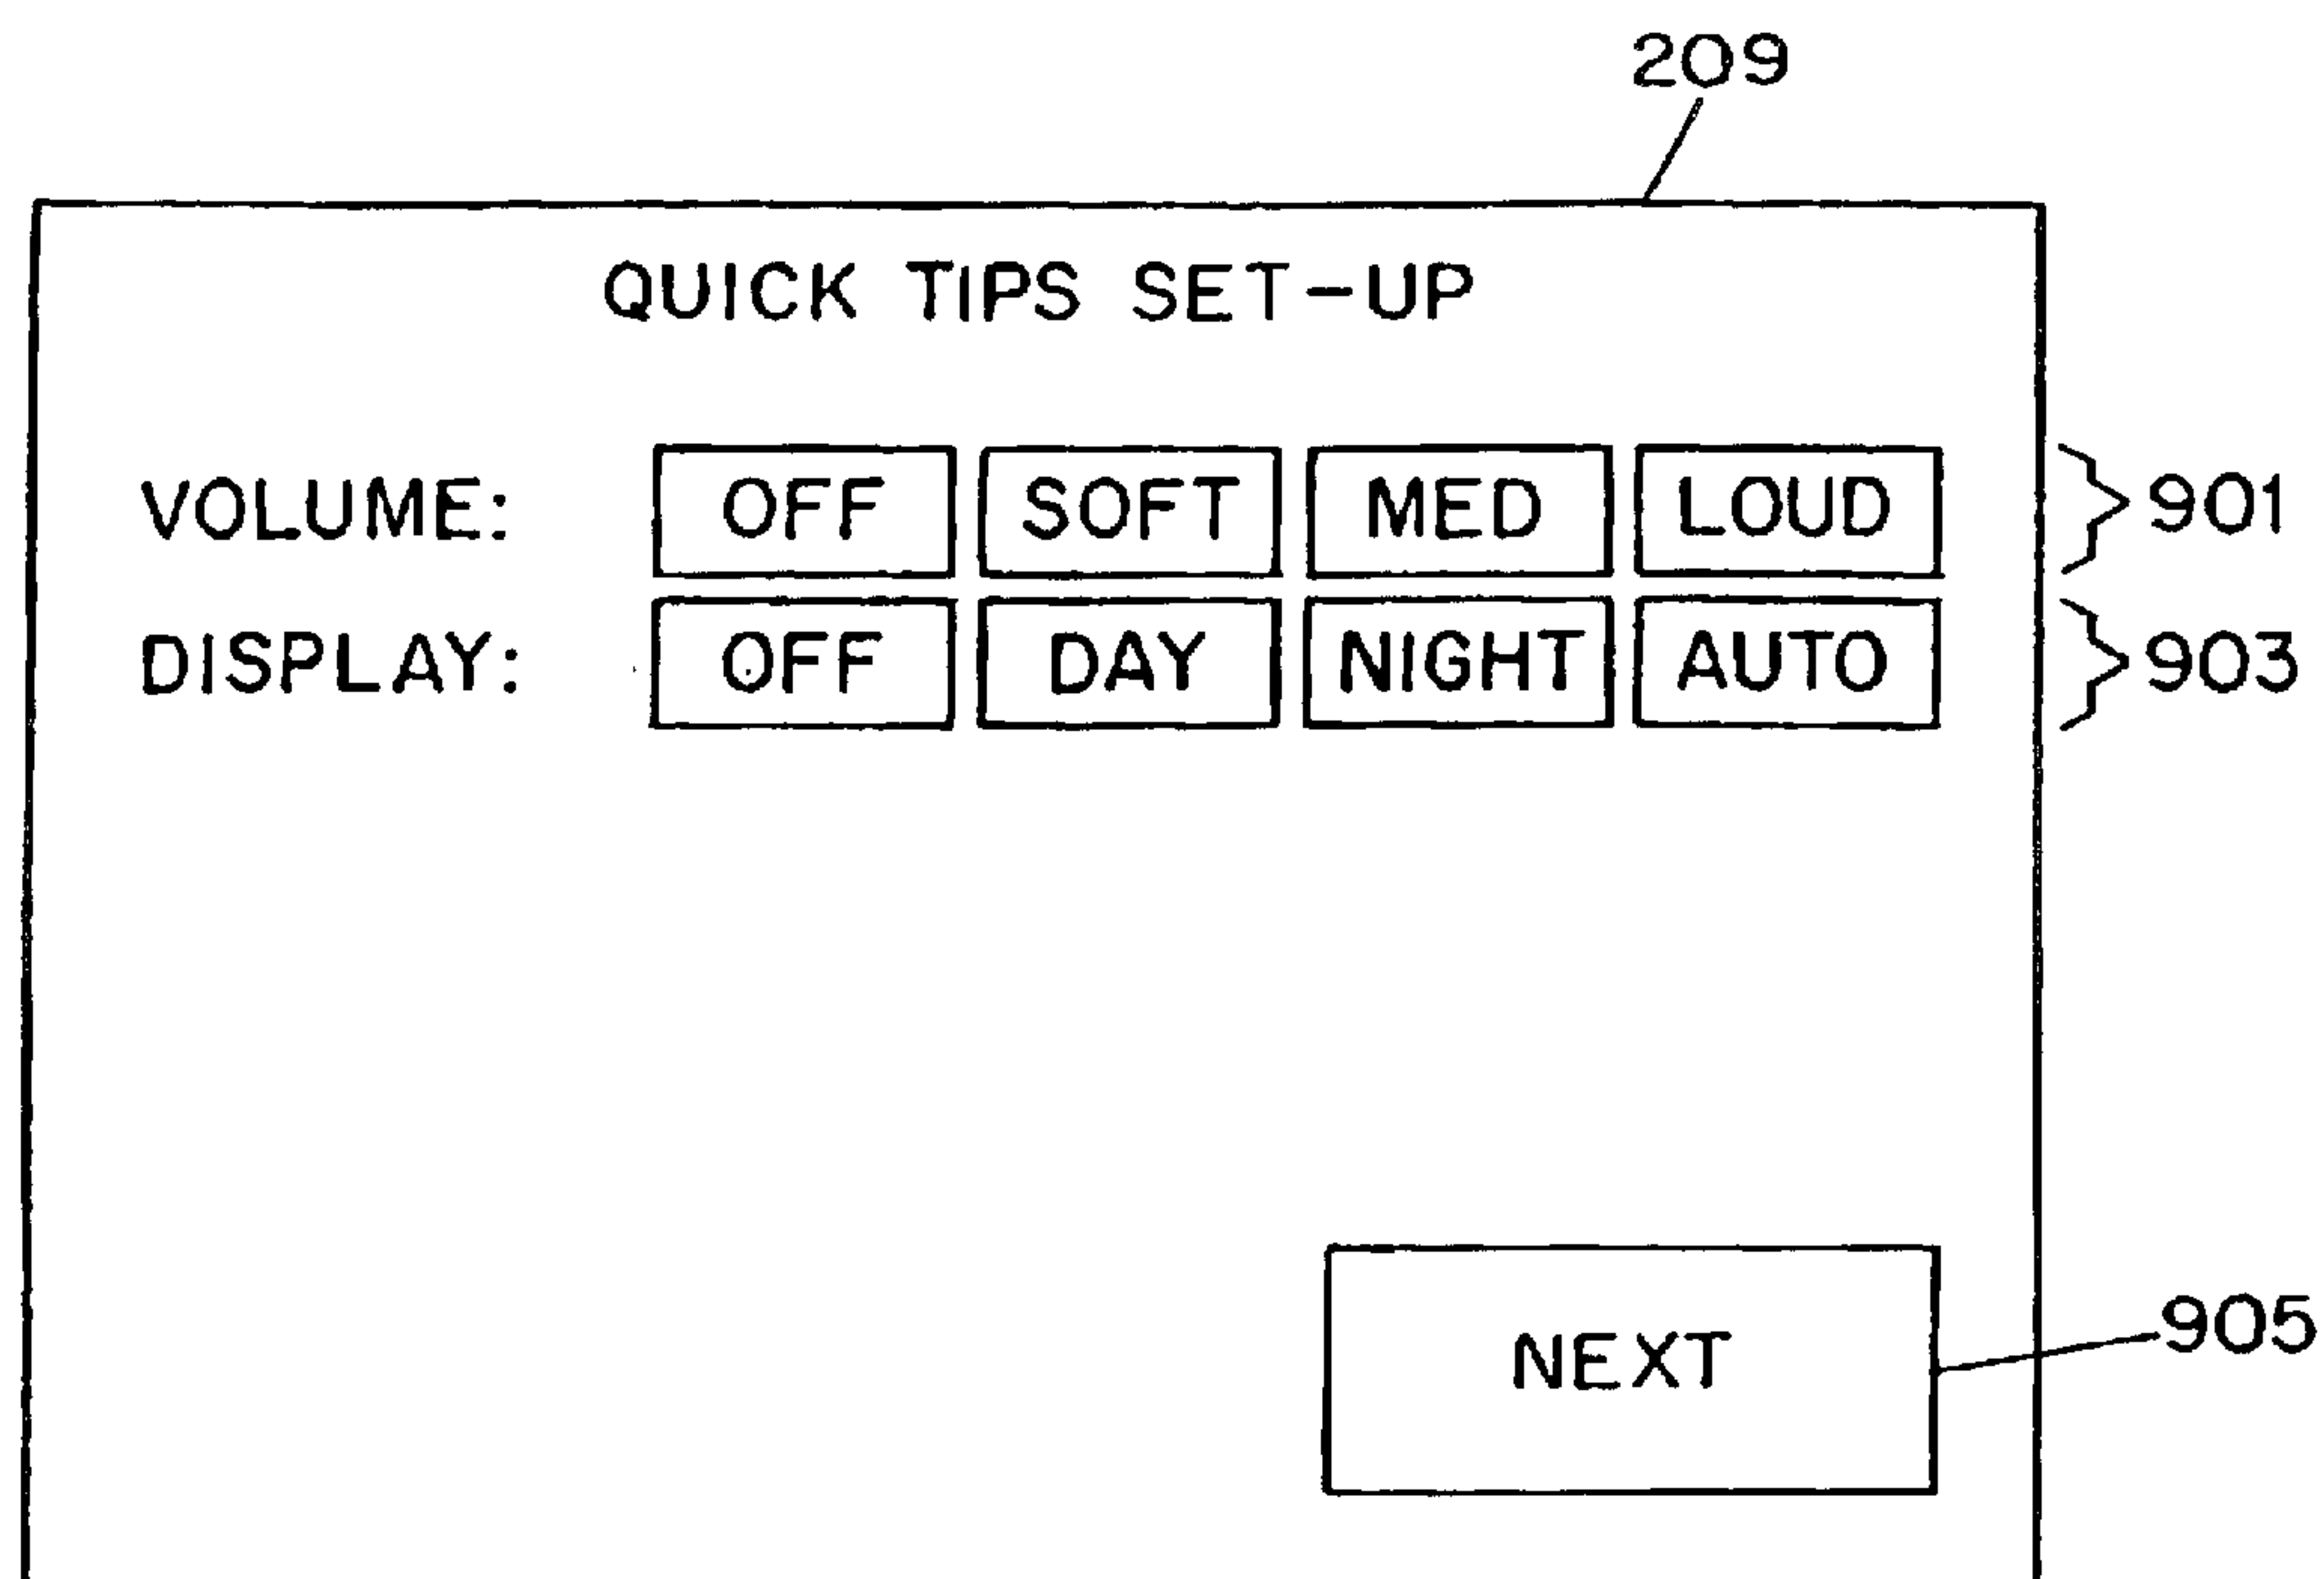 209
QUICK TIPS SET-UP
VOLUME: OFF SOFT MED LOUD 901
DISPLAY: OFF DAY NIGHT AUTO 903
NEXT 905